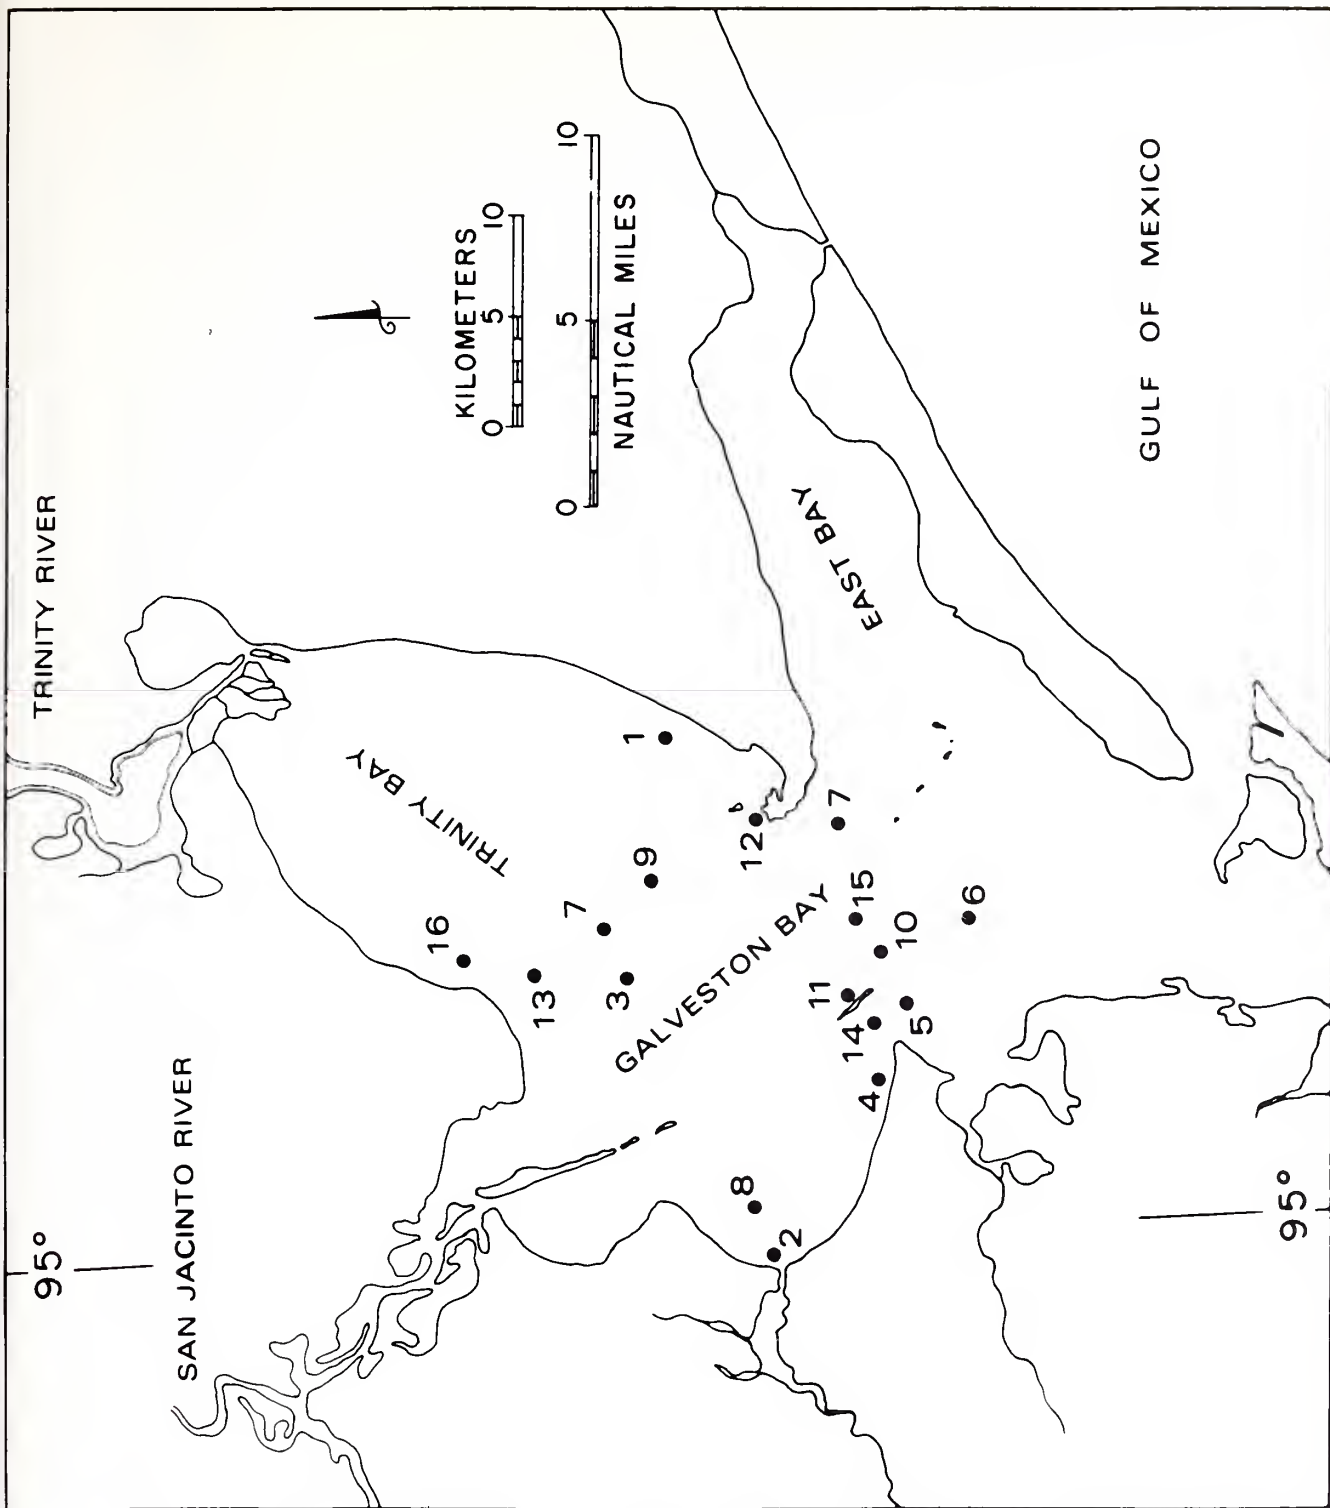 TRINITY RIVER
SAN JACINTO RIVER
95°
KILOMETERS
0 5 10
0 5 10
NAUTICAL MILES
TRINITY BAY
16
13
7
3
9
1
GALVESTON BAY
12
7
EAST BAY
8
2
11
15
14
10
4
5
6
GULF OF MEXICO
95°